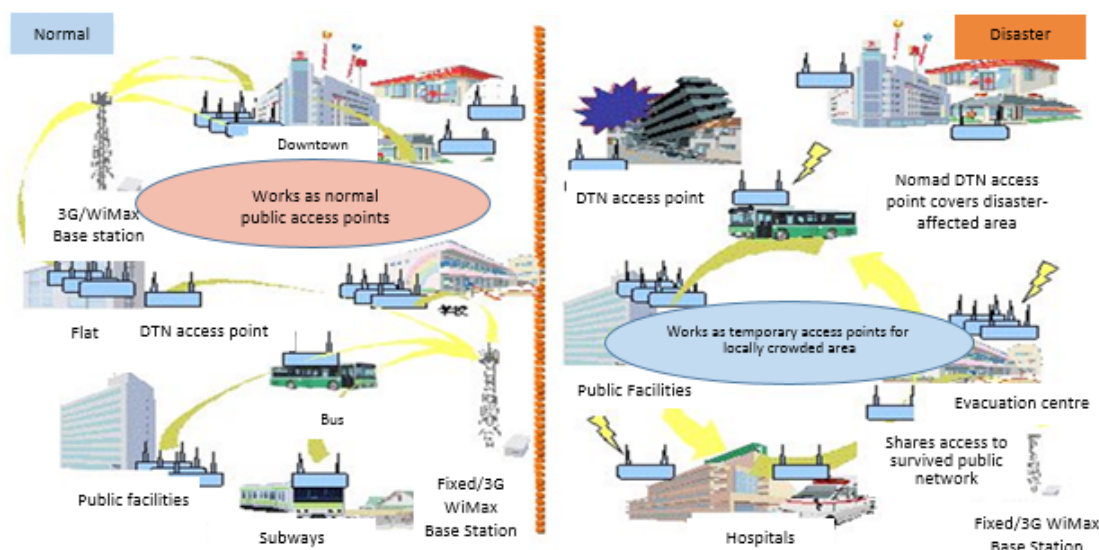 Normal
Downtown
Works as normal
public access points
3G/WiMax
Base station
Flat
DTN access point
学校
Bus
Public facilities
Subways
Fixed/3G
WiMax
Base Station
Disaster
DTN access point
Nomad DTN access
point covers disaster-
affected area
Works as temporary access points for
locally crowded area
Public Facilities
Evacuation centre
Shares access to
survived public
network
Hospitals
Fixed/3G WiMax
Base Station